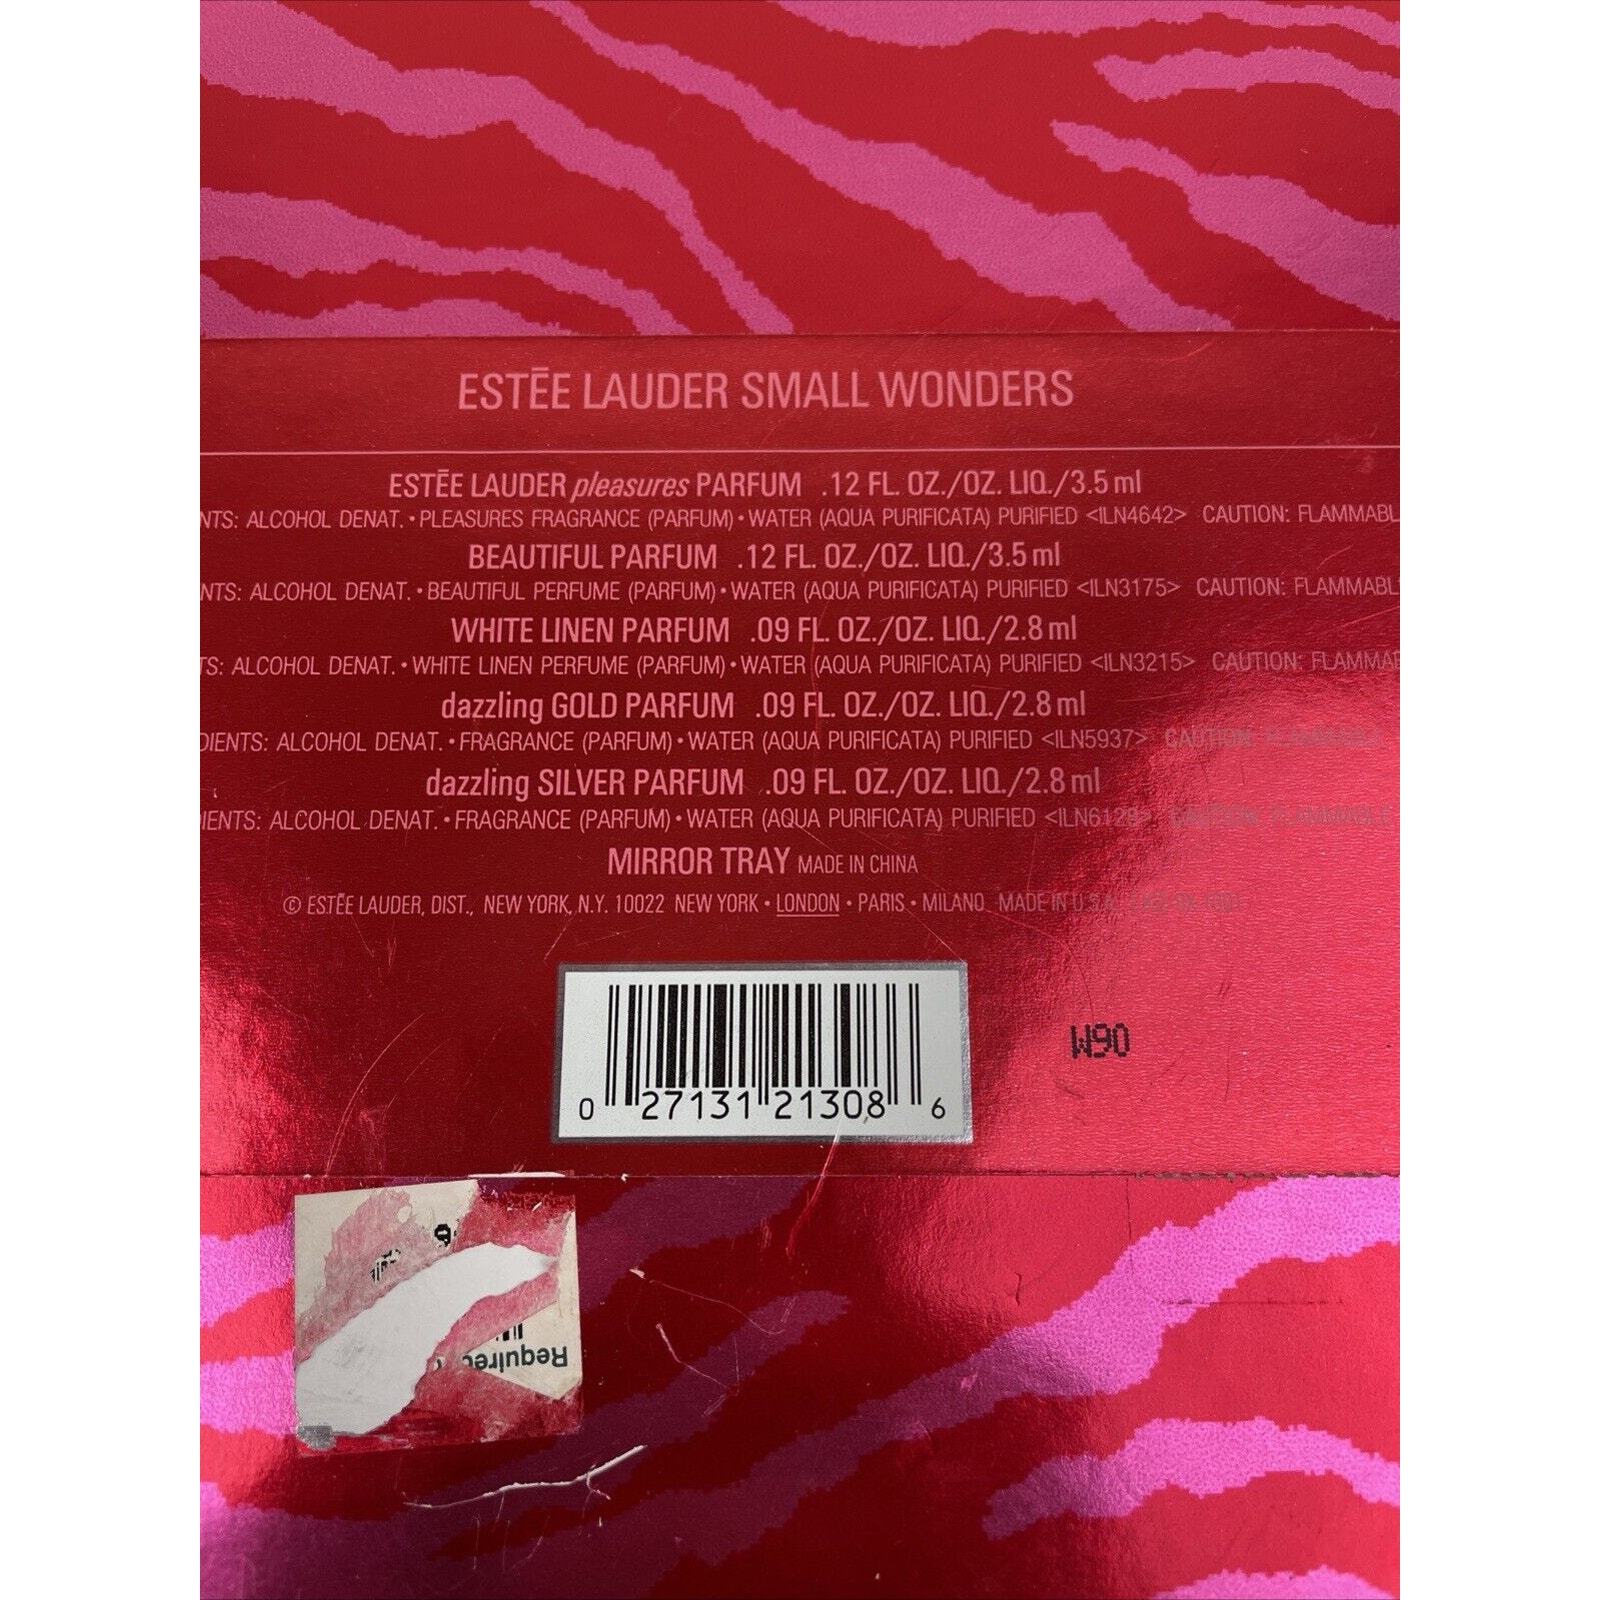 ESTĒE LAUDER SMALL WONDERS
ESTĒE LAUDER pleasures PARFUM .12 FL. OZ./OZ. LIQ./3.5 ml
NTS: ALCOHOL DENAT. • PLEASURES FRAGRANCE (PARFUM) • WATER (AQUA PURIFICATA) PURIFIED <ILN4642> CAUTION: FLAMMABL
BEAUTIFUL PARFUM .12 FL. OZ./OZ. LIQ./3.5 ml
NTS: ALCOHOL DENAT. • BEAUTIFUL PERFUME (PARFUM) • WATER (AQUA PURIFICATA) PURIFIED <ILN3175> CAUTION: FLAMMABL
WHITE LINEN PARFUM .09 FL. OZ./OZ. LIQ./2.8 ml
TS: ALCOHOL DENAT. • WHITE LINEN PERFUME (PARFUM) • WATER (AQUA PURIFICATA) PURIFIED <ILN3215> CAUTION: FLAMMAB
dazzling GOLD PARFUM .09 FL. OZ./OZ. LIQ./2.8 ml
DIENTS: ALCOHOL DENAT. • FRAGRANCE (PARFUM) • WATER (AQUA PURIFICATA) PURIFIED <ILN5937> CAUTION: FLAMMABLE
dazzling SILVER PARFUM .09 FL. OZ./OZ. LIQ./2.8 ml
IENTS: ALCOHOL DENAT. • FRAGRANCE (PARFUM) • WATER (AQUA PURIFICATA) PURIFIED <ILN6129> CAUTION: FLAMMABLE
MIRROR TRAY MADE IN CHINA
© ESTĒE LAUDER, DIST., NEW YORK, N.Y. 10022 NEW YORK • LONDON • PARIS • MILANO MADE IN U.S.A.
W90
0 27131 21308 6
Required